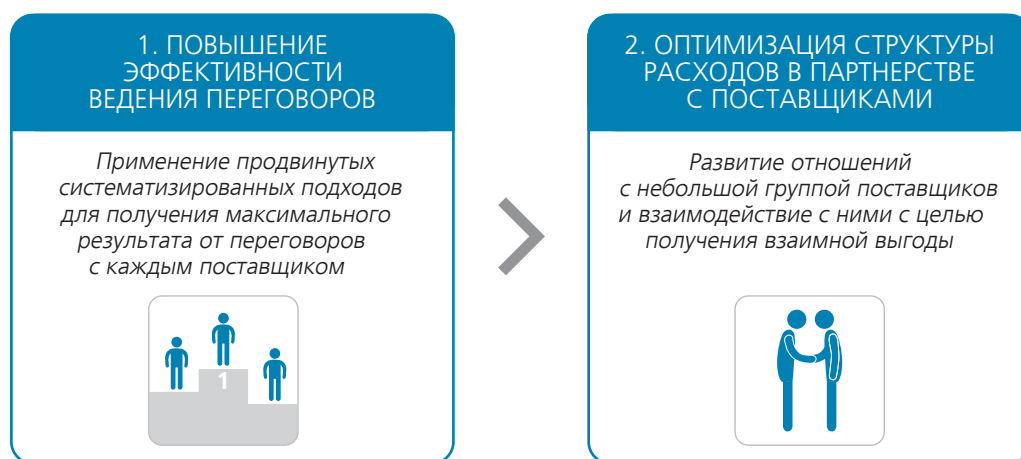 1. ПОВЫШЕНИЕ
ЭФФЕКТИВНОСТИ
ВЕДЕНИЯ ПЕРЕГОВОРОВ
Применение продвинутых
систематизированных подходов
для получения максимального
результата от переговоров
с каждым поставщиком
1
2. ОПТИМИЗАЦИЯ СТРУКТУРЫ
РАСХОДОВ В ПАРТНЕРСТВЕ
С ПОСТАВЩИКАМИ
Развитие отношений
с небольшой группой поставщиков
и взаимодействие с ними с целью
получения взаимной выгоды